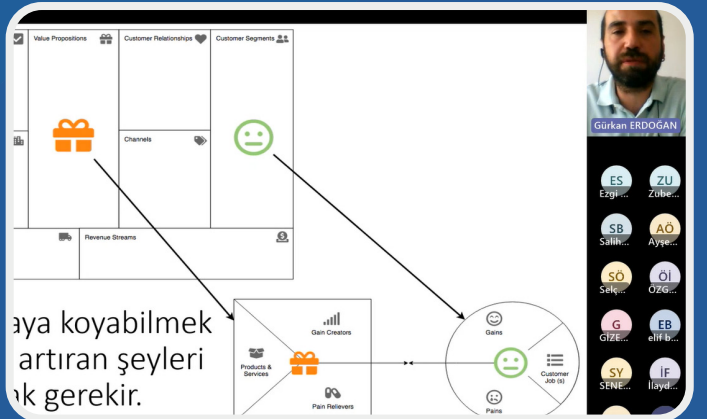 Value Propositions
Customer Relationships
Customer Segments
Channels
Revenue Streams
Gain Creators
Products &
Services
Pain Relievers
Gains
Customer
Job (s)
Pains
aya koyabilmek
artıran şeyleri
ak gerekir.
Gürkan ERDOĞAN
ES
ZU
Ezgi ...
Zübe...
SB
AÖ
Salih...
Ayşe...
SÖ
Öİ
Selç...
ÖZG...
G
EB
GİZE...
elif b...
SY
İF
ŞENE...
İlayd...